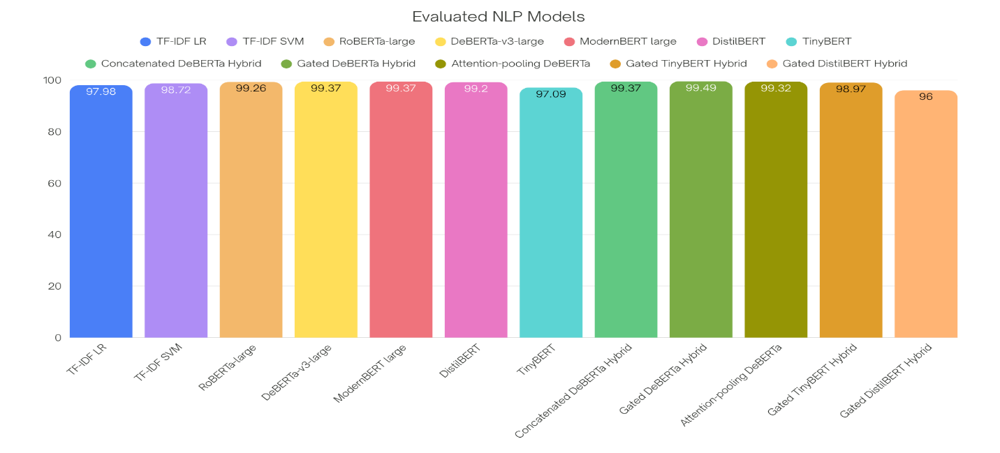 Evaluated NLP Models
TF-IDF LR TF-IDF SVM RoBERTa-large DeBERTa-v3-large ModernBERT large DistilBERT TinyBERT
Concatenated DeBERTa Hybrid Gated DeBERTa Hybrid Attention-pooling DeBERTa Gated TinyBERT Hybrid Gated DistilBERT Hybrid
100
97.98 98.72 99.26 99.37 99.37 99.2 97.09 99.37 99.49 99.32 98.97 96
80
60
40
20
0
TF-IDF LR
TF-IDF SVM
RoBERTa-large
DeBERTa-v3-large
ModernBERT large
DistilBERT
TinyBERT
Concatenated DeBERTa Hybrid
Gated DeBERTa Hybrid
Attention-pooling DeBERTa
Gated TinyBERT Hybrid
Gated DistilBERT Hybrid